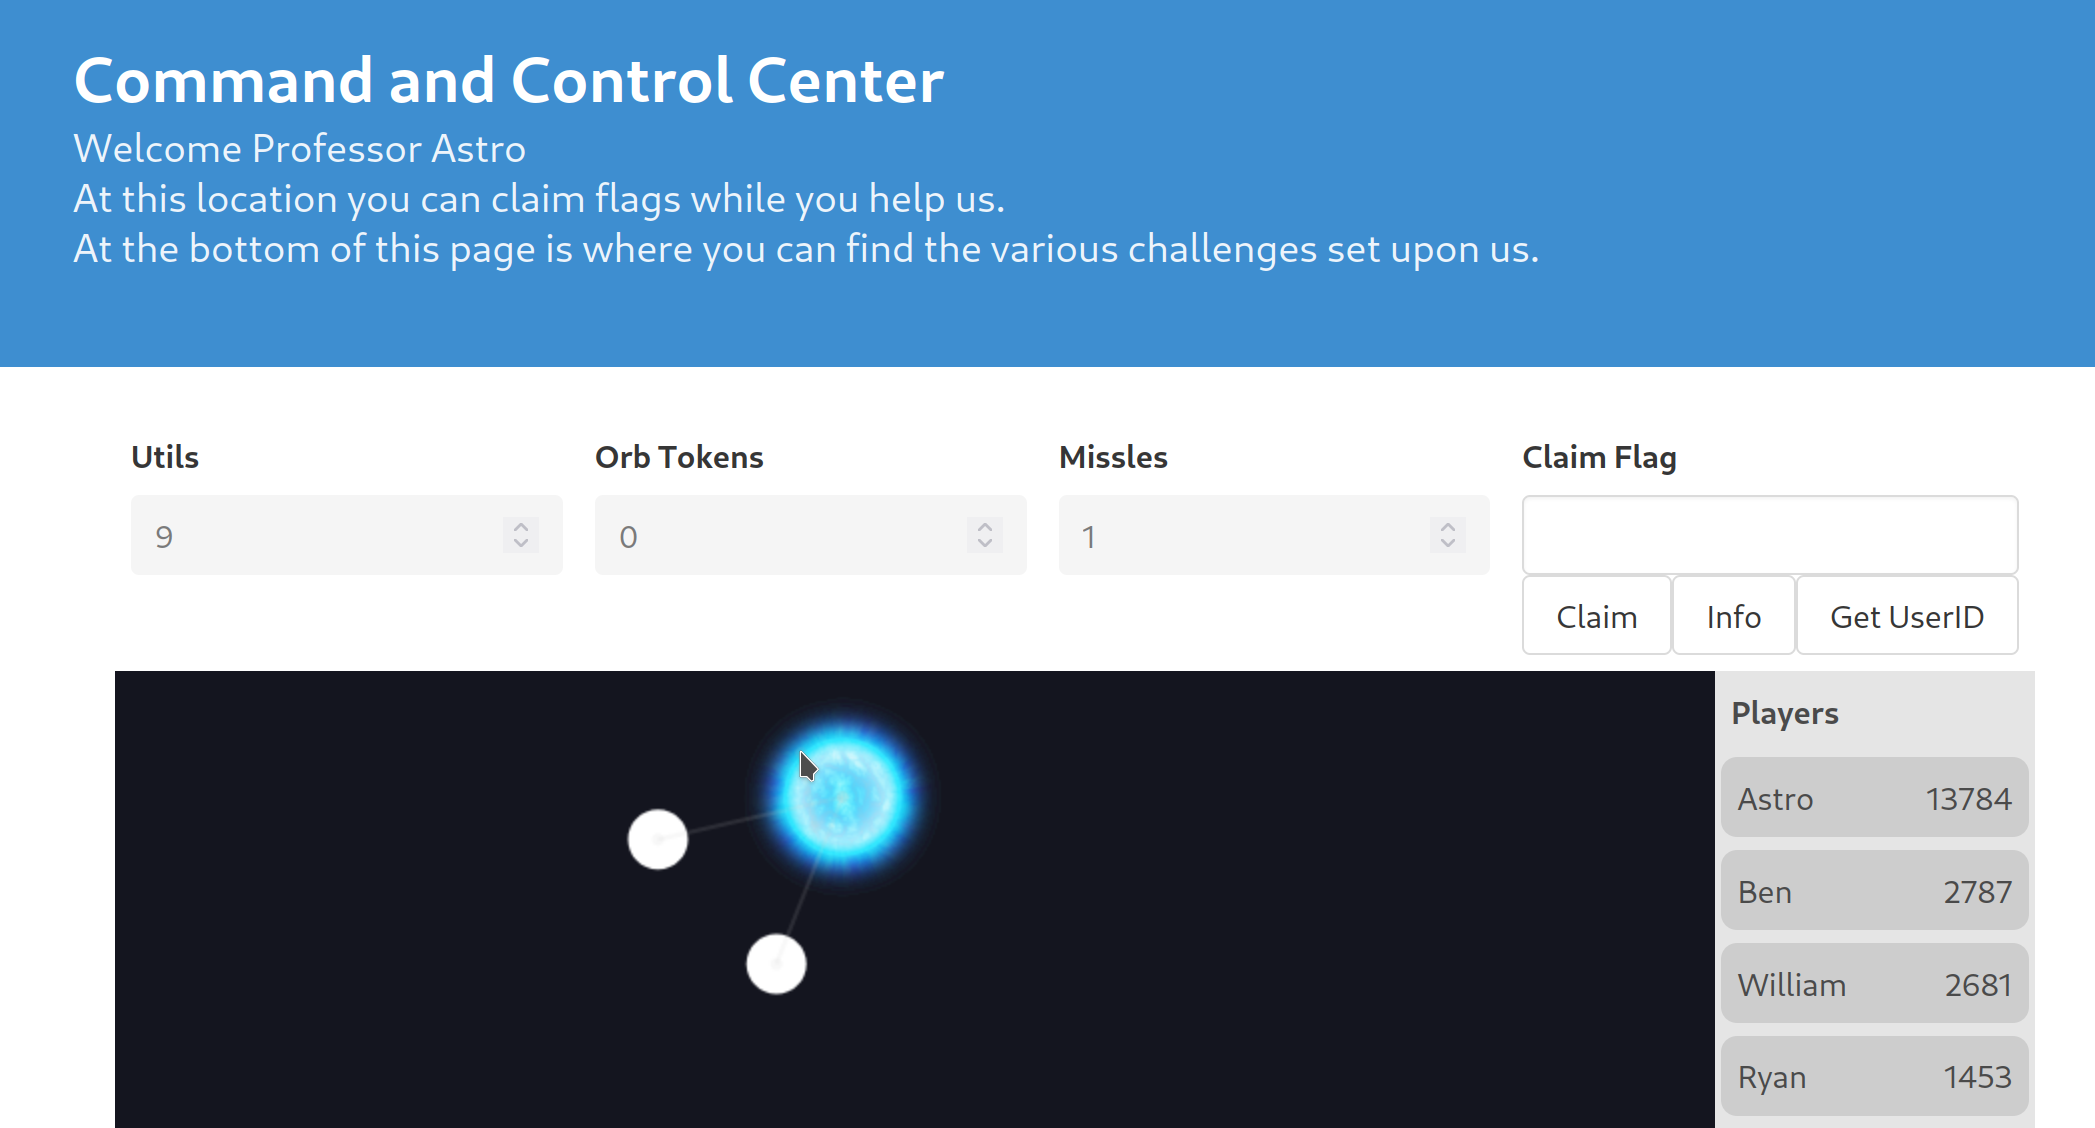 Command and Control Center
Welcome Professor Astro
At this location you can claim flags while you help us.
At the bottom of this page is where you can find the various challenges set upon us.
Utils
Orb Tokens
Missles
Claim Flag
9
0
1
Claim
Info
Get UserID
Players
Astro 13784
Ben 2787
William 2681
Ryan 1453